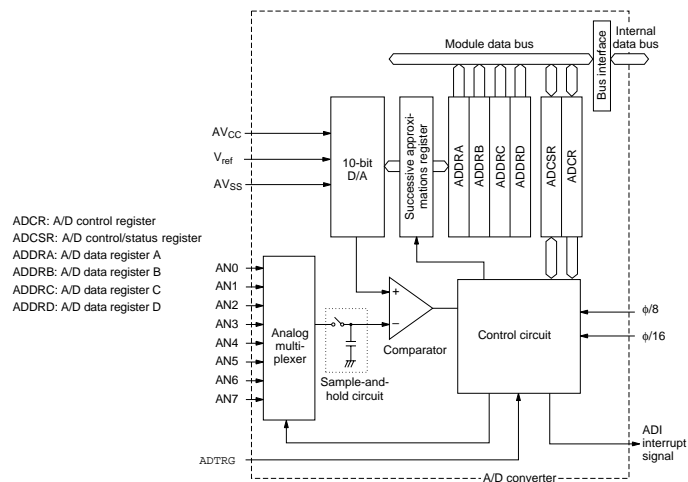 Module data bus
Internal
data bus
Bus interface
AVCC
Vref
AVSS
10-bit
D/A
Successive approxi-
mations register
ADDRA
ADDRB
ADDRC
ADDRD
ADCSR
ADCR
ADCR: A/D control register
ADCSR: A/D control/status register
ADDRA: A/D data register A
ADDRB: A/D data register B
ADDRC: A/D data register C
ADDRD: A/D data register D
AN0
AN1
AN2
AN3
AN4
AN5
AN6
AN7
Analog
multi-
plexer
+
−
Comparator
Sample-and-
hold circuit
Control circuit
ϕ/8
ϕ/16
ADI
interrupt
signal
ADTRG
A/D converter